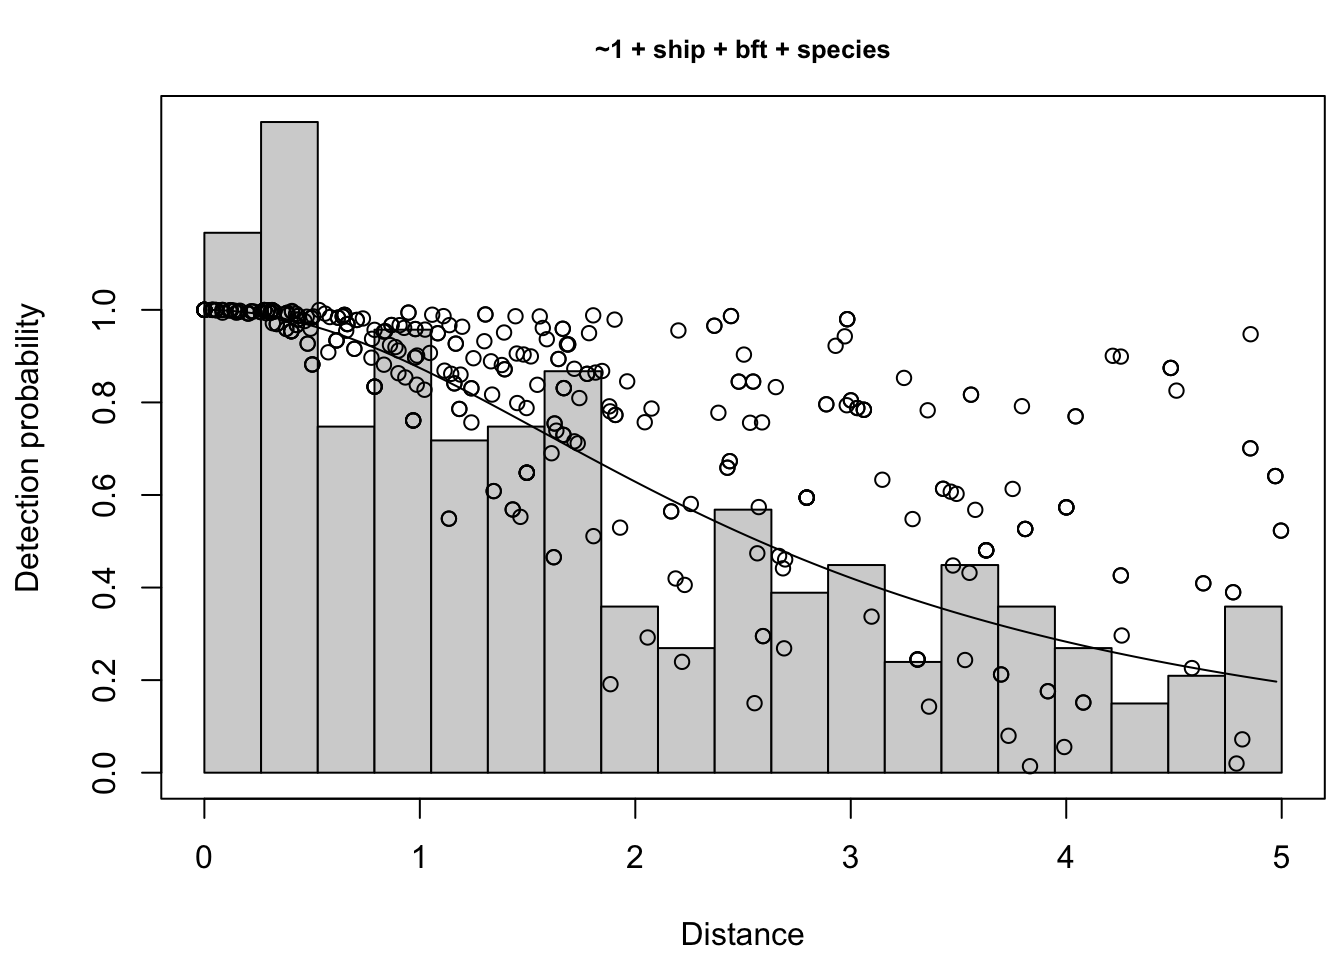 ~1 + ship + bft + species
Detection probability
1.0
0.8
0.6
0.4
0.2
0.0
0 1 2 3 4 5
Distance